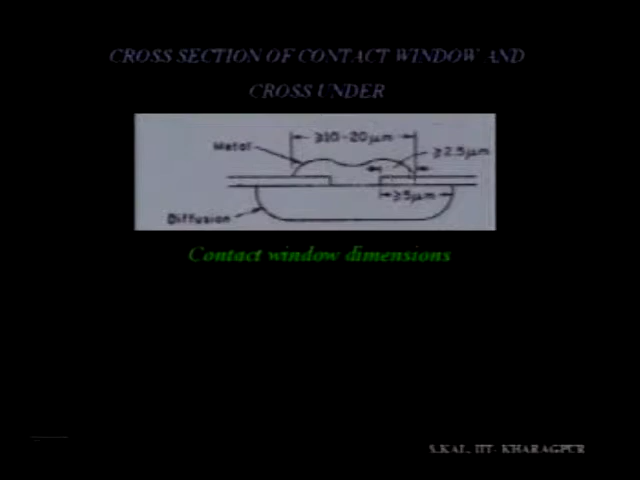 CROSS SECTION OF CONTACT WINDOW AND
CROSS UNDER
≥10-20μm
Metal
≥2.5μm
≥5μm
Diffusion
Contact window dimensions
S.KAL, IIT- KHARAGPUR